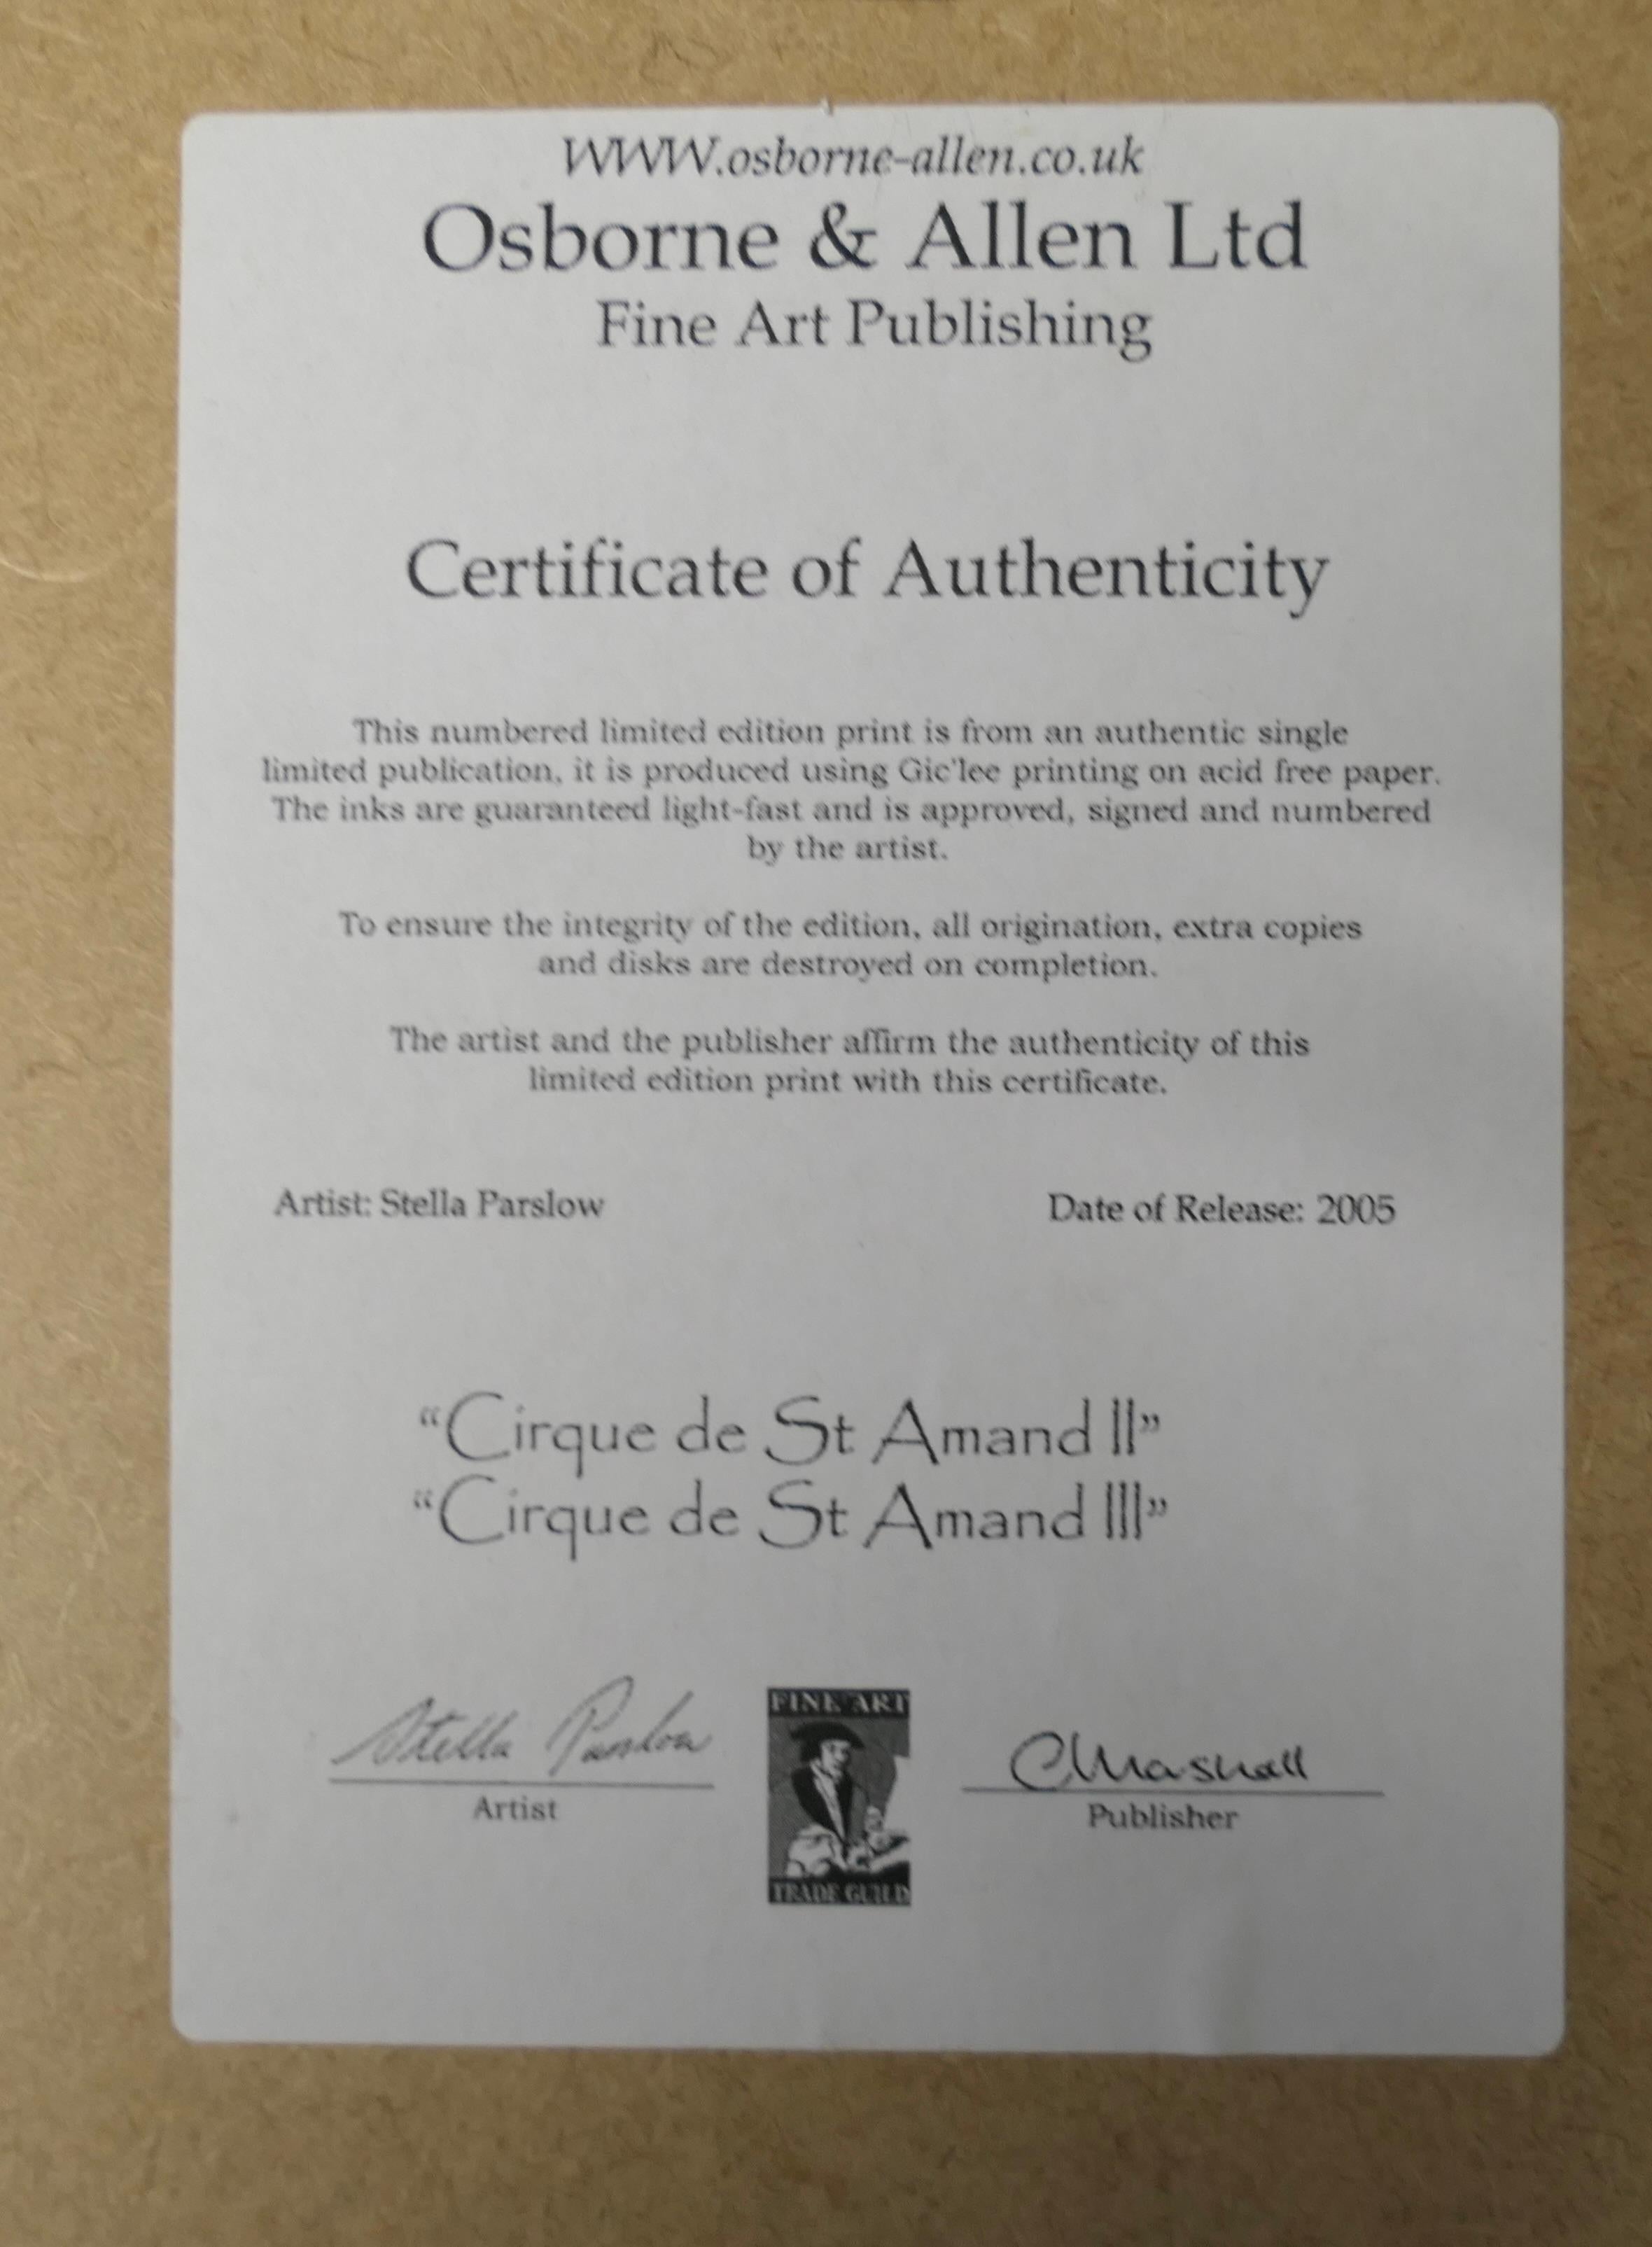 WWW.osborne-allen.co.uk
Osborne & Allen Ltd
Fine Art Publishing
Certificate of Authenticity
This numbered limited edition print is from an authentic single
limited publication, it is produced using Gic'lee printing on acid free paper.
The inks are guaranteed light-fast and is approved, signed and numbered
by the artist.
To ensure the integrity of the edition, all origination, extra copies
and disks are destroyed on completion.
The artist and the publisher affirm the authenticity of this
limited edition print with this certificate.
Artist: Stella Parslow
Date of Release: 2005
“Cirque de St Amand II”
“Cirque de St Amand III”
Stella Parslow
Artist
FINE ART
TRADE GUILD
CMarshall
Publisher